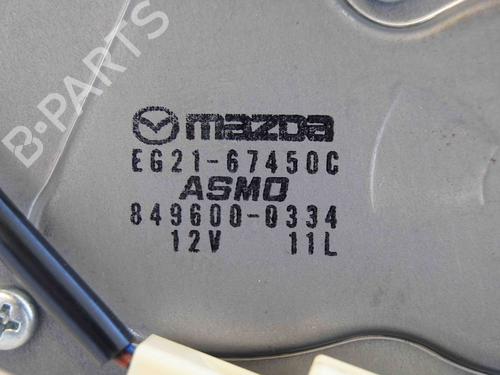 B-PARTS
mazda
EG21-67450C
ASMO
849600-0334
12V 11L